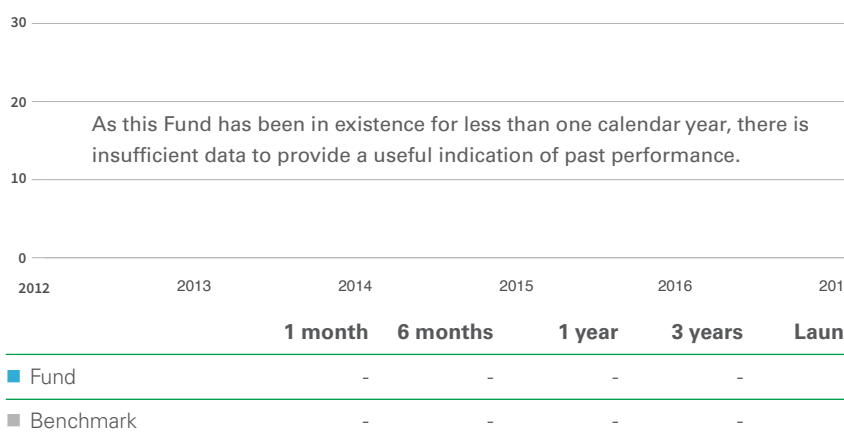 30
20
As this Fund has been in existence for less than one calendar year, there is
insufficient data to provide a useful indication of past performance.
10
0
2012 2013 2014 2015 2016 201
1 month 6 months 1 year 3 years Laun
Fund - - - -
Benchmark - - - -